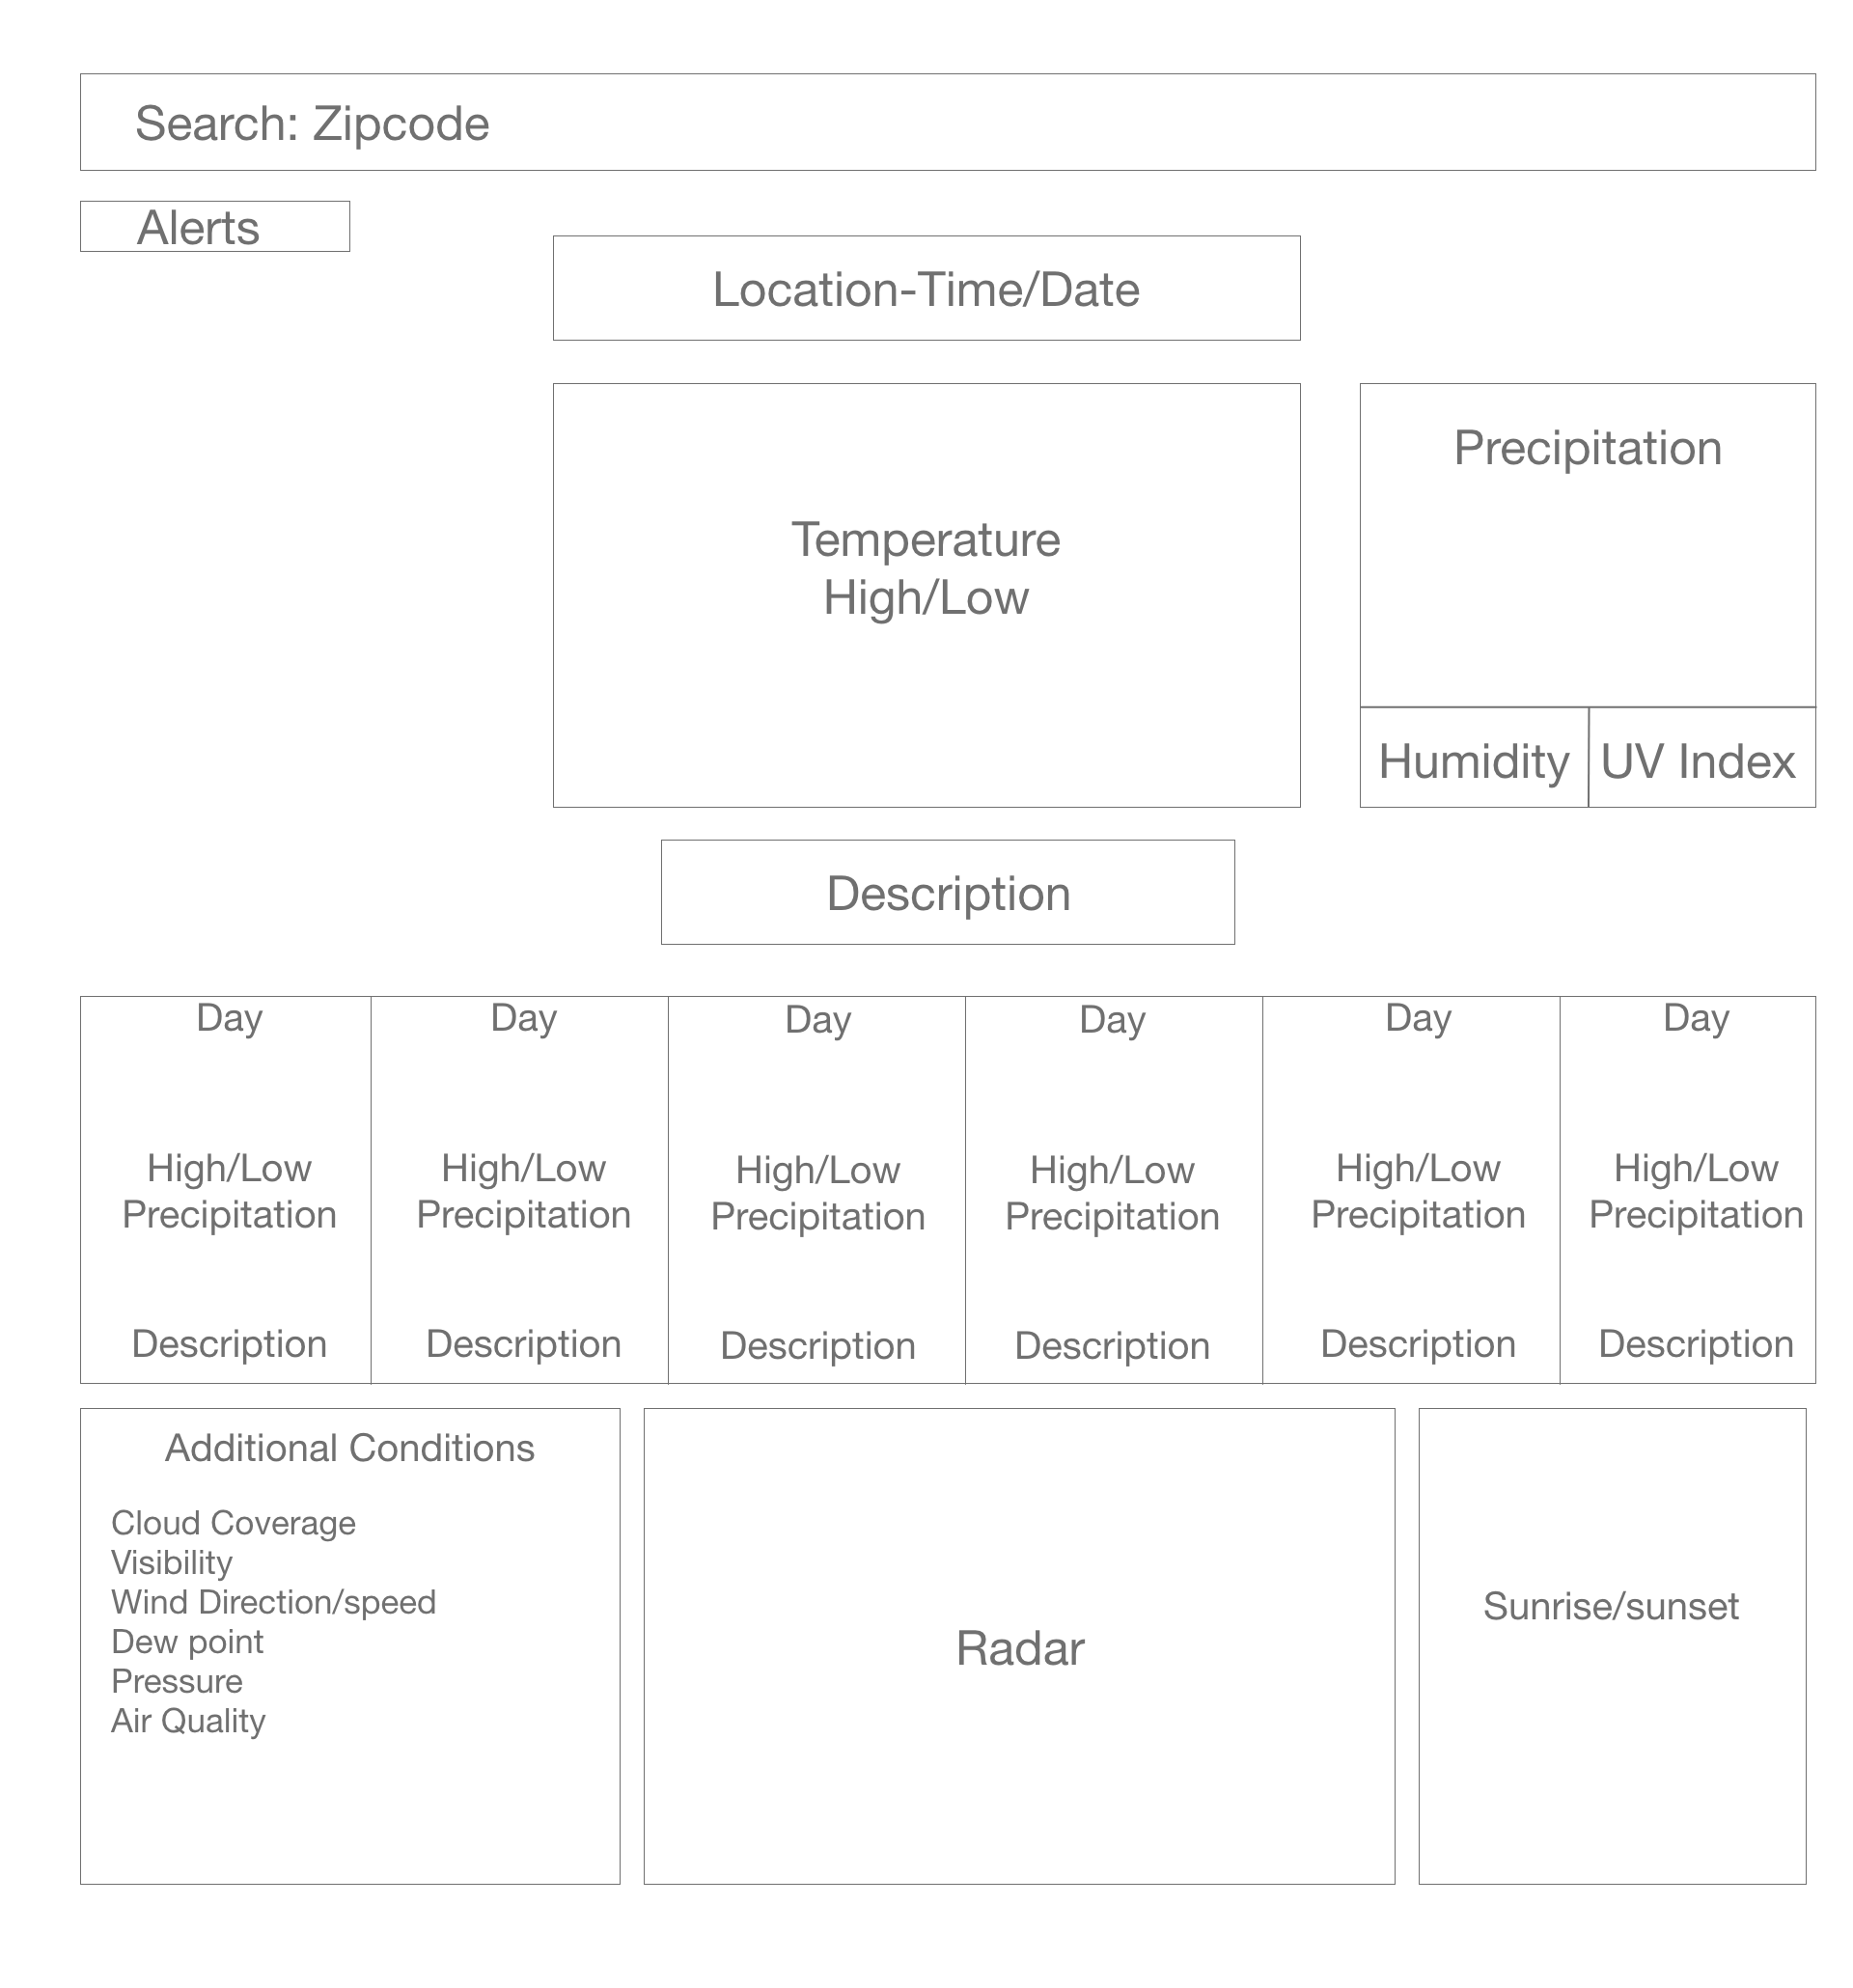 Search: Zipcode
Alerts
Location-Time/Date
Temperature
High/Low
Precipitation
Humidity
UV Index
Description
Day
High/Low
Precipitation
Description
Day
High/Low
Precipitation
Description
Day
High/Low
Precipitation
Description
Day
High/Low
Precipitation
Description
Day
High/Low
Precipitation
Description
Day
High/Low
Precipitation
Description
Additional Conditions
Cloud Coverage
Visibility
Wind Direction/speed
Dew point
Pressure
Air Quality
Radar
Sunrise/sunset